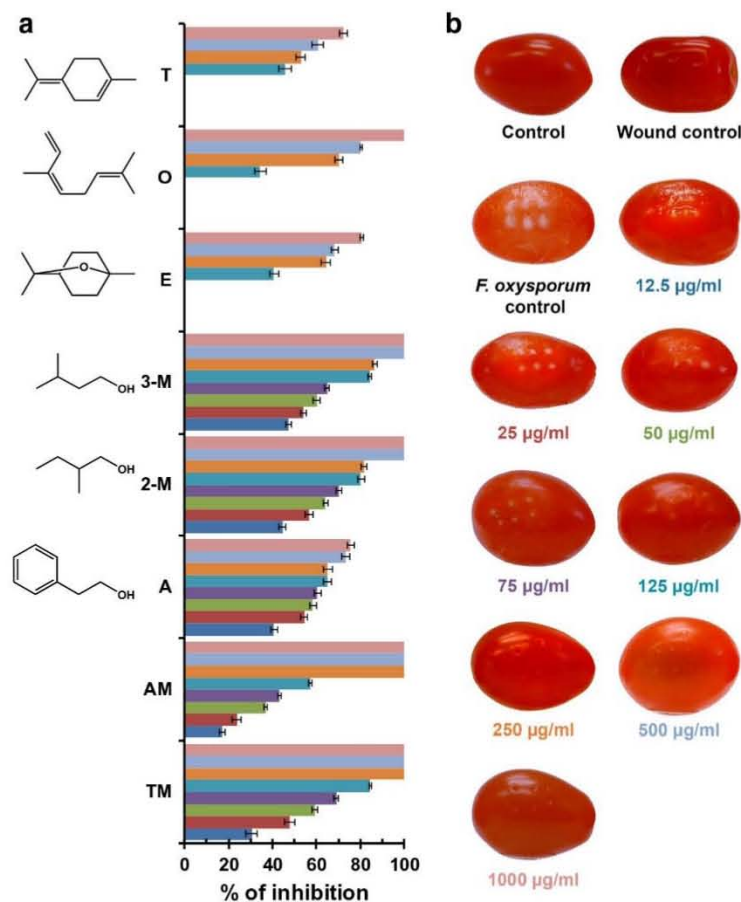 a
b
T
O
E
O
3-M
OH
2-M
OH
A
OH
AM
TM
0 20 40 60 80 100
% of inhibition
Control Wound control
F. oxysporum
control
12.5 µg/ml
25 µg/ml 50 µg/ml
75 µg/ml 125 µg/ml
250 µg/ml 500 µg/ml
1000 µg/ml